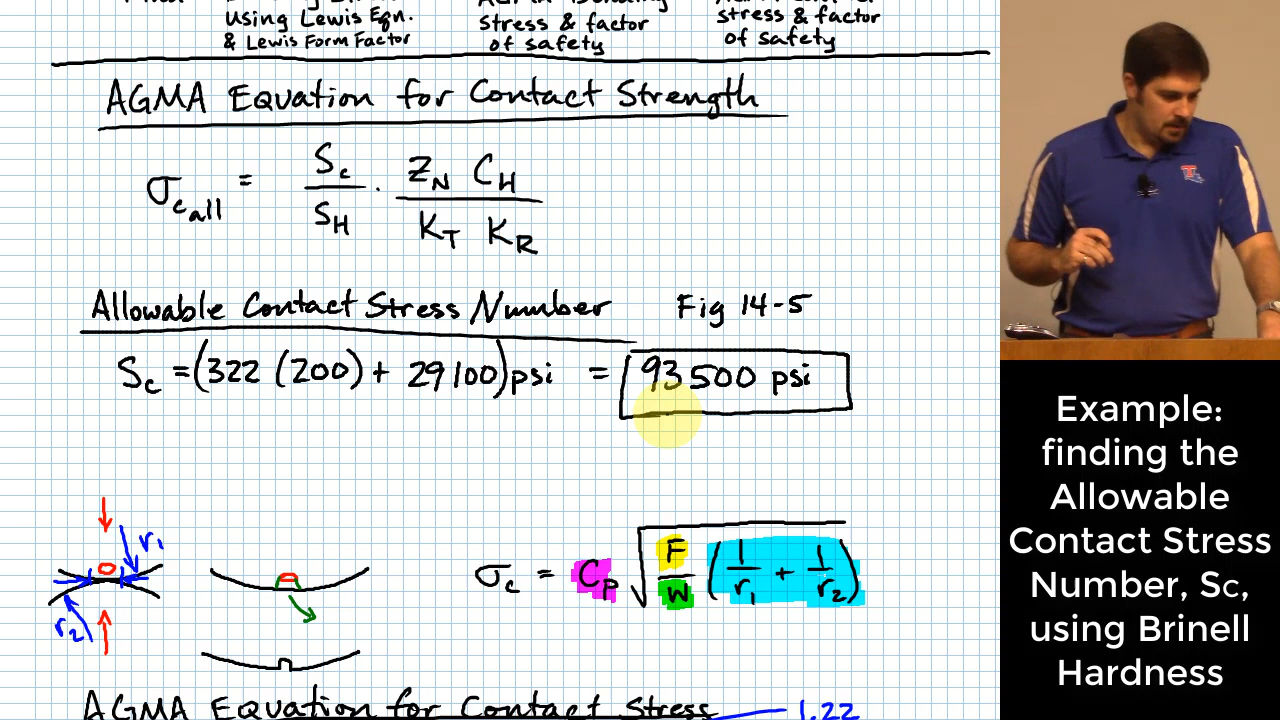 using Lewis Eqn.
& Lewis Form Factor
stress & factor
of safety
stress & factor
of safety
AGMA Equation for Contact Strength
σc all = Sc / SH · ZN CH / KT KR
Allowable Contact Stress Number Fig 14-5
Sc = (322 (200) + 29100) psi = 93500 psi
r1
r2
σc = Cp √(F/w (1/r1 + 1/r2))
AGMA Equation for Contact Stress 1.22
Example:
finding the
Allowable
Contact Stress
Number, Sc,
using Brinell
Hardness